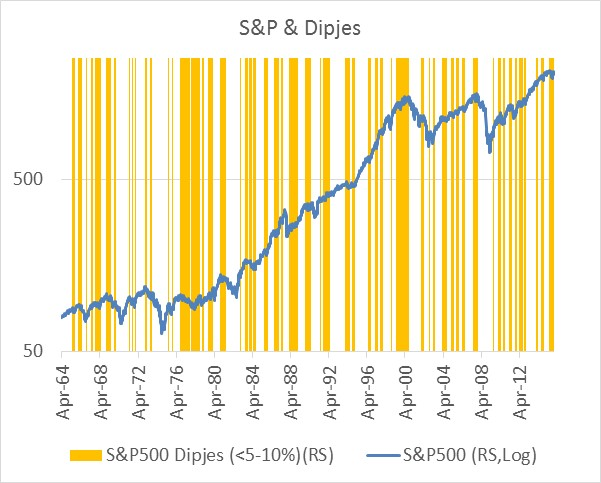 S&P & Dipjes
500
50
Apr-64
Apr-68
Apr-72
Apr-76
Apr-80
Apr-84
Apr-88
Apr-92
Apr-96
Apr-00
Apr-04
Apr-08
Apr-12
S&P500 Dipjes (<5-10%)(RS) S&P500 (RS,Log)